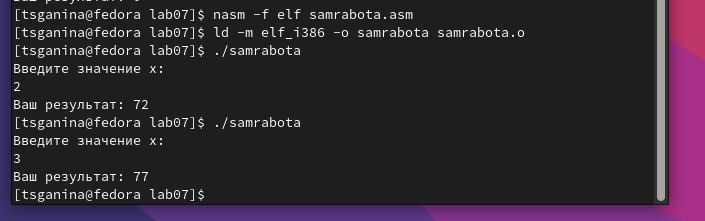 [tsganina@fedora lab07]$ nasm -f elf samrabota.asm
[tsganina@fedora lab07]$ ld -m elf_i386 -o samrabota samrabota.o
[tsganina@fedora lab07]$ ./samrabota
Введите значение x:
2
Ваш результат: 72
[tsganina@fedora lab07]$ ./samrabota
Введите значение x:
3
Ваш результат: 77
[tsganina@fedora lab07]$